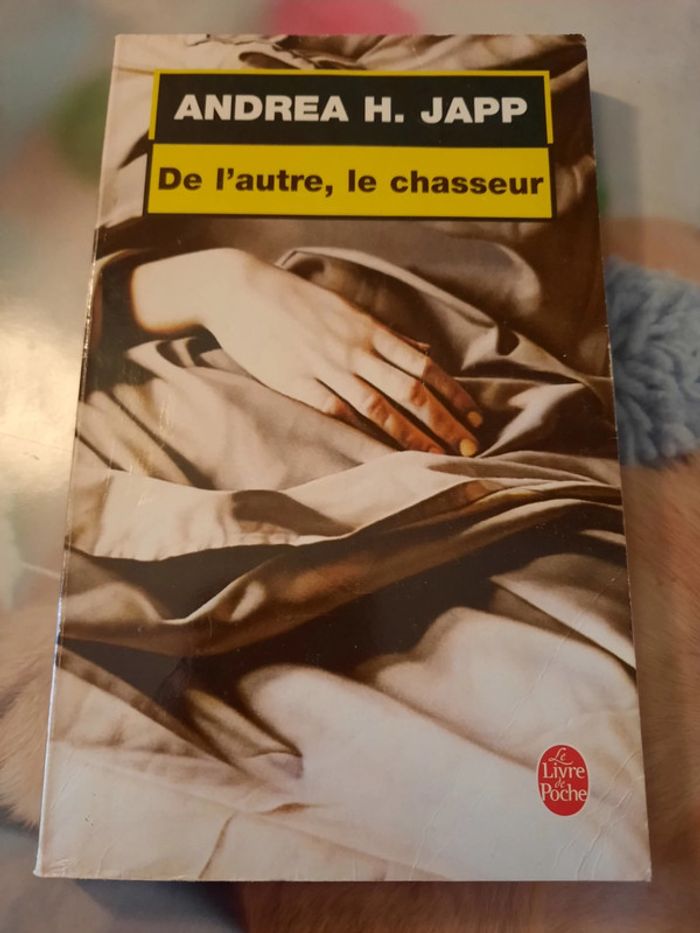 ANDREA H. JAPP
De l'autre, le chasseur
Le
Livre
de
Poche